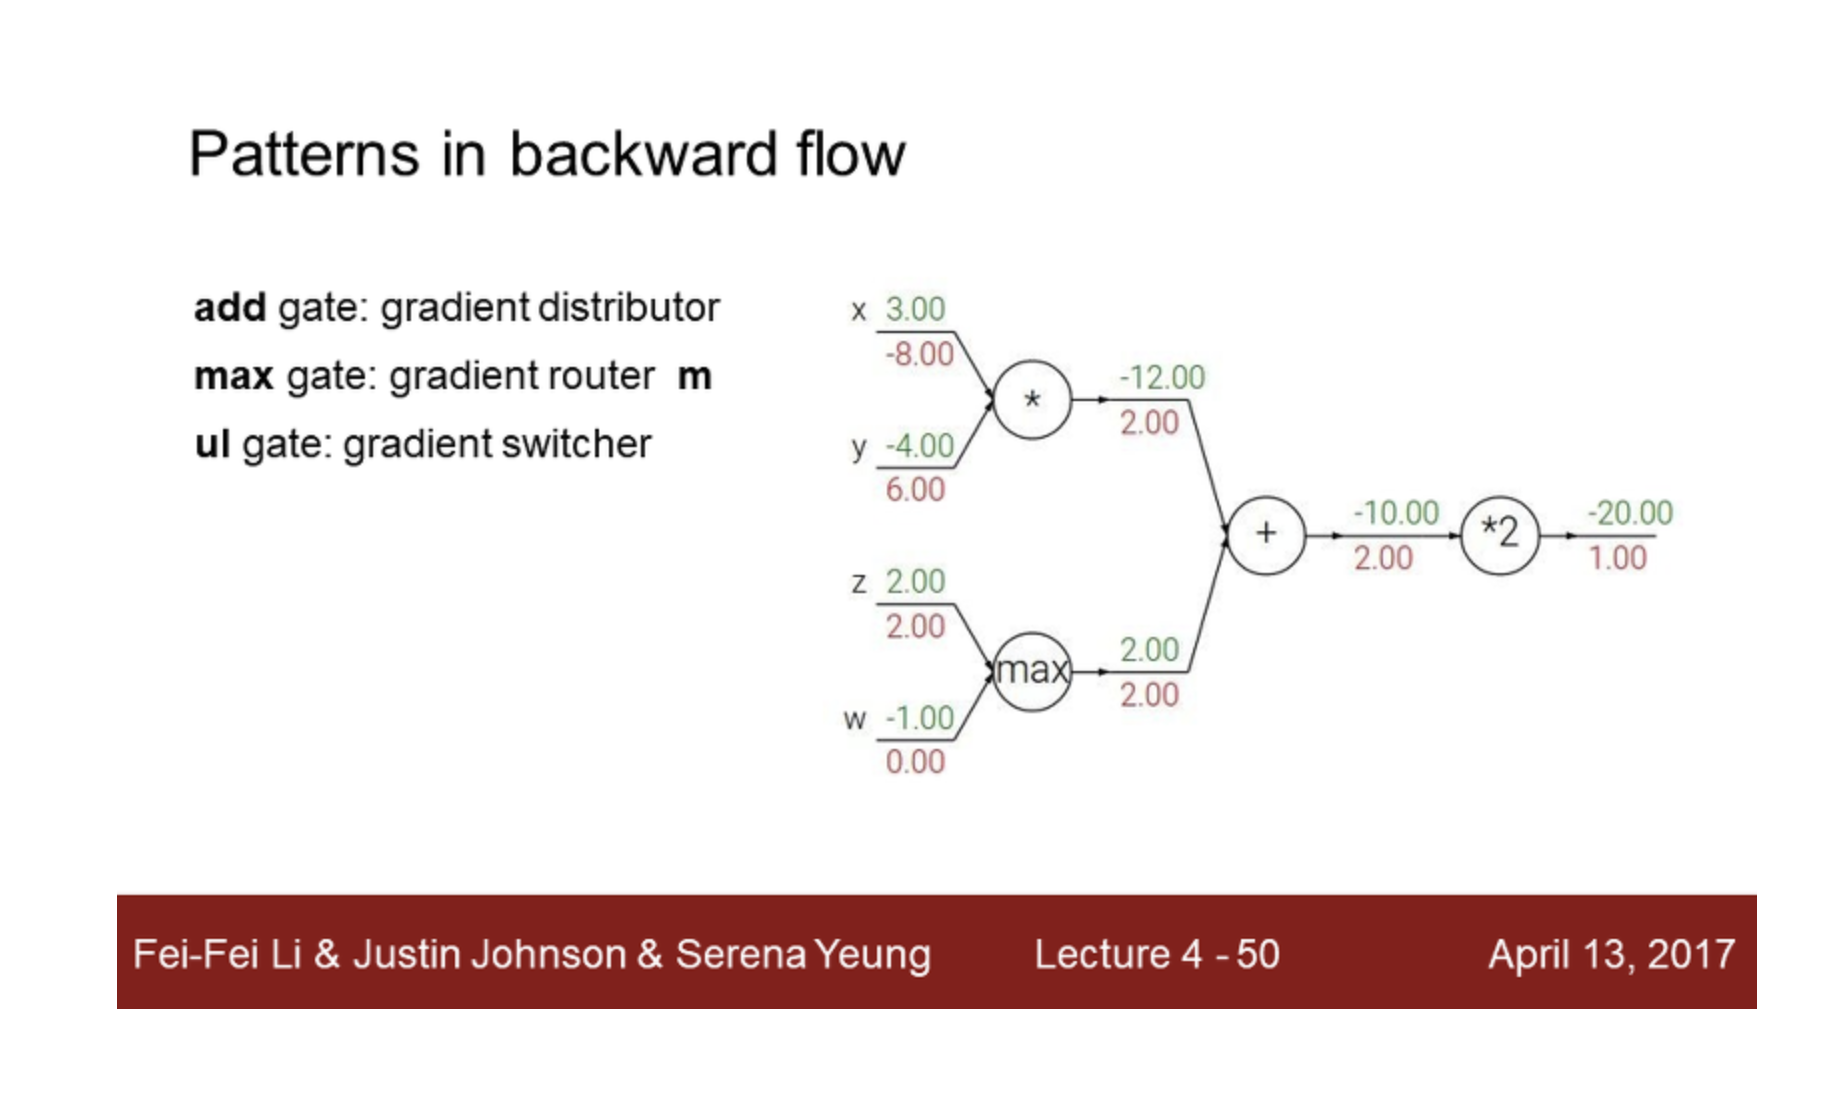 Patterns in backward flow
add gate: gradient distributor
max gate: gradient router m
ul gate: gradient switcher
x 3.00
-8.00
*
-12.00
2.00
y -4.00
6.00
+
-10.00
2.00
*2
-20.00
1.00
z 2.00
2.00
max
2.00
2.00
w -1.00
0.00
Fei-Fei Li & Justin Johnson & Serena Yeung Lecture 4 - 50 April 13, 2017